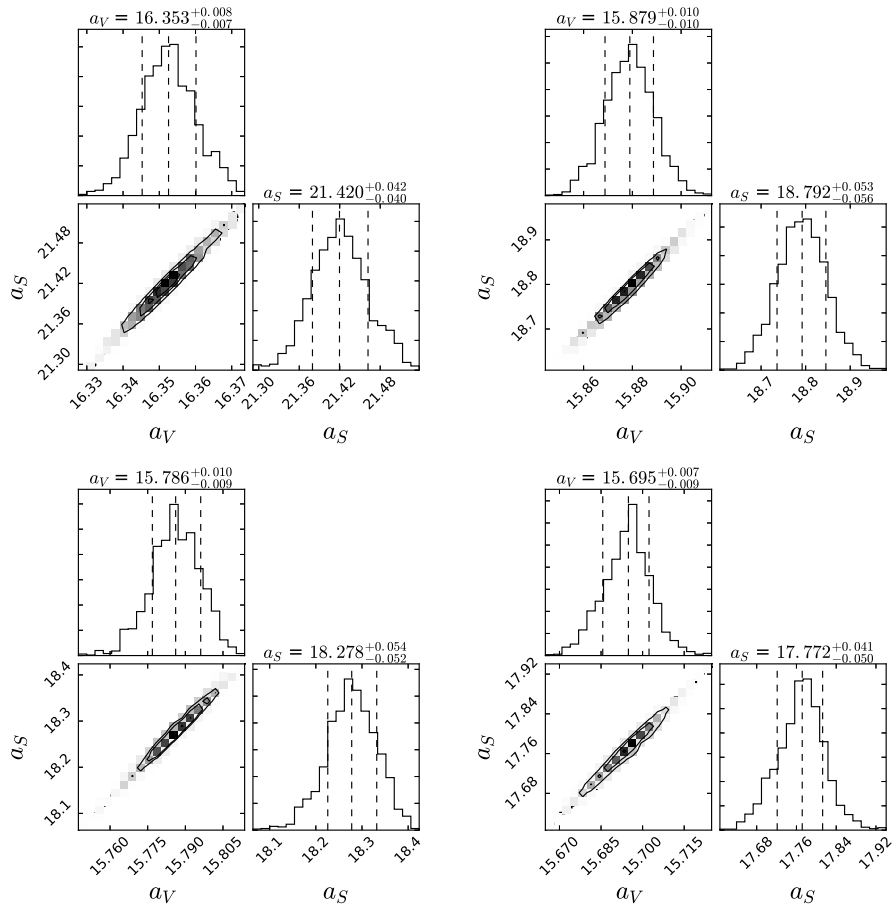 a_V = 16.353^{+0.008}_{-0.007}
a_S = 21.420^{+0.042}_{-0.040}
21.48
21.42
21.36
21.30
a_S
16.33 16.34 16.35 16.36 16.37
a_V
21.30 21.36 21.42 21.48
a_S
a_V = 15.879^{+0.010}_{-0.010}
a_S = 18.792^{+0.053}_{-0.056}
18.9
18.8
18.7
a_S
15.86 15.88 15.90
a_V
18.7 18.8 18.9
a_S
a_V = 15.786^{+0.010}_{-0.009}
a_S = 18.278^{+0.054}_{-0.052}
18.4
18.3
18.2
18.1
a_S
15.760 15.775 15.790 15.805
a_V
18.1 18.2 18.3 18.4
a_S
a_V = 15.695^{+0.007}_{-0.009}
a_S = 17.772^{+0.041}_{-0.050}
17.92
17.84
17.76
17.68
a_S
15.670 15.685 15.700 15.715
a_V
17.68 17.76 17.84 17.92
a_S